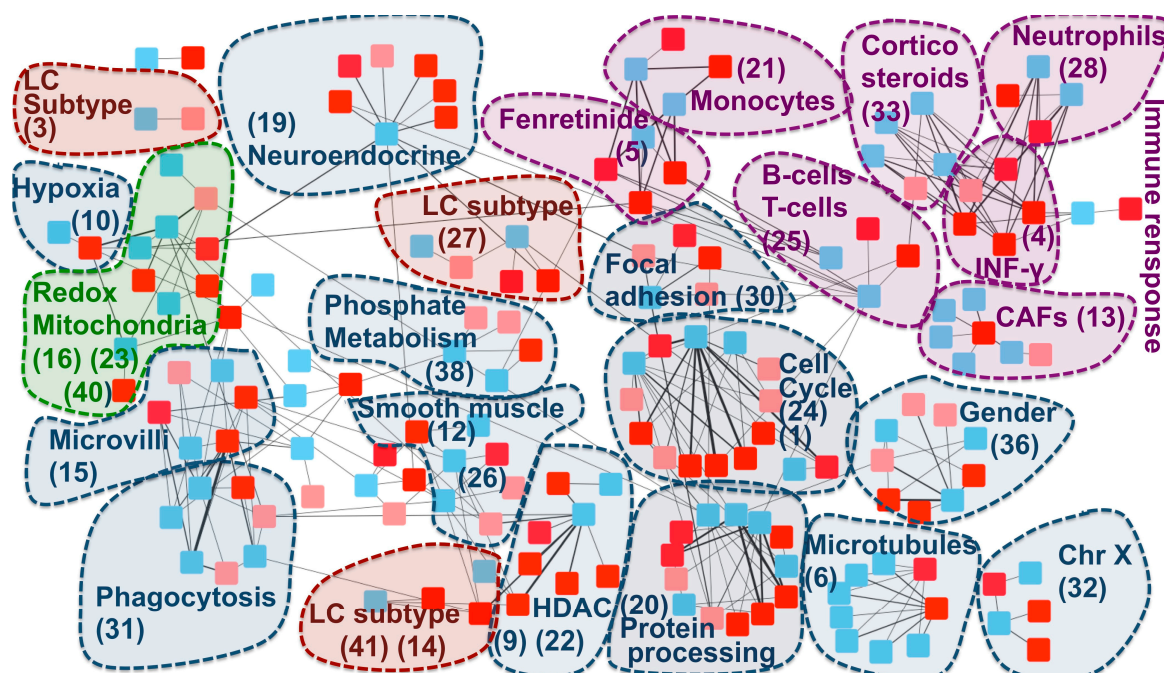 LC
Subtype
(3)
(19)
Neuroendocrine
(21)
Monocytes
Fenretinide
(5)
Cortico
steroids
(33)
Neutrophils
(28)
Immune rensponse
Hypoxia
(10)
LC subtype
(27)
B-cells
T-cells
(25)
(4)
INF-γ
Redox
Mitochondria
(16) (23)
(40)
Phosphate
Metabolism
(38)
Focal
adhesion (30)
CAFs (13)
Cell
Cycle
(24)
(1)
Smooth muscle
(12)
(26)
Gender
(36)
Microvilli
(15)
Phagocytosis
(31)
LC subtype
(41) (14)
HDAC
(9) (22)
(20)
Protein
processing
Microtubules
(6)
Chr X
(32)